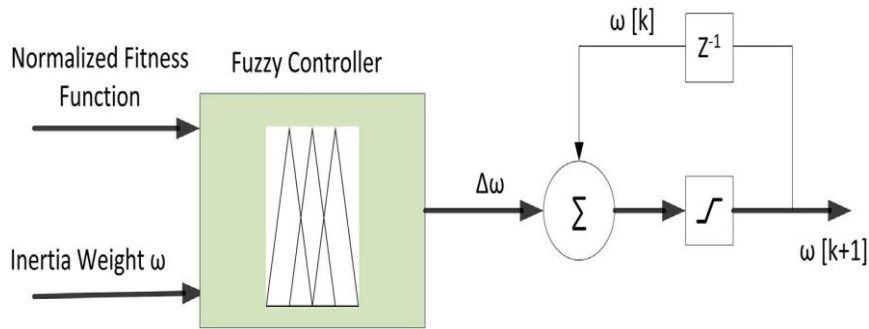 Normalized Fitness
Function
Fuzzy Controller
Inertia Weight ω
Δω
Σ
ω [k]
Z⁻¹
ω [k+1]